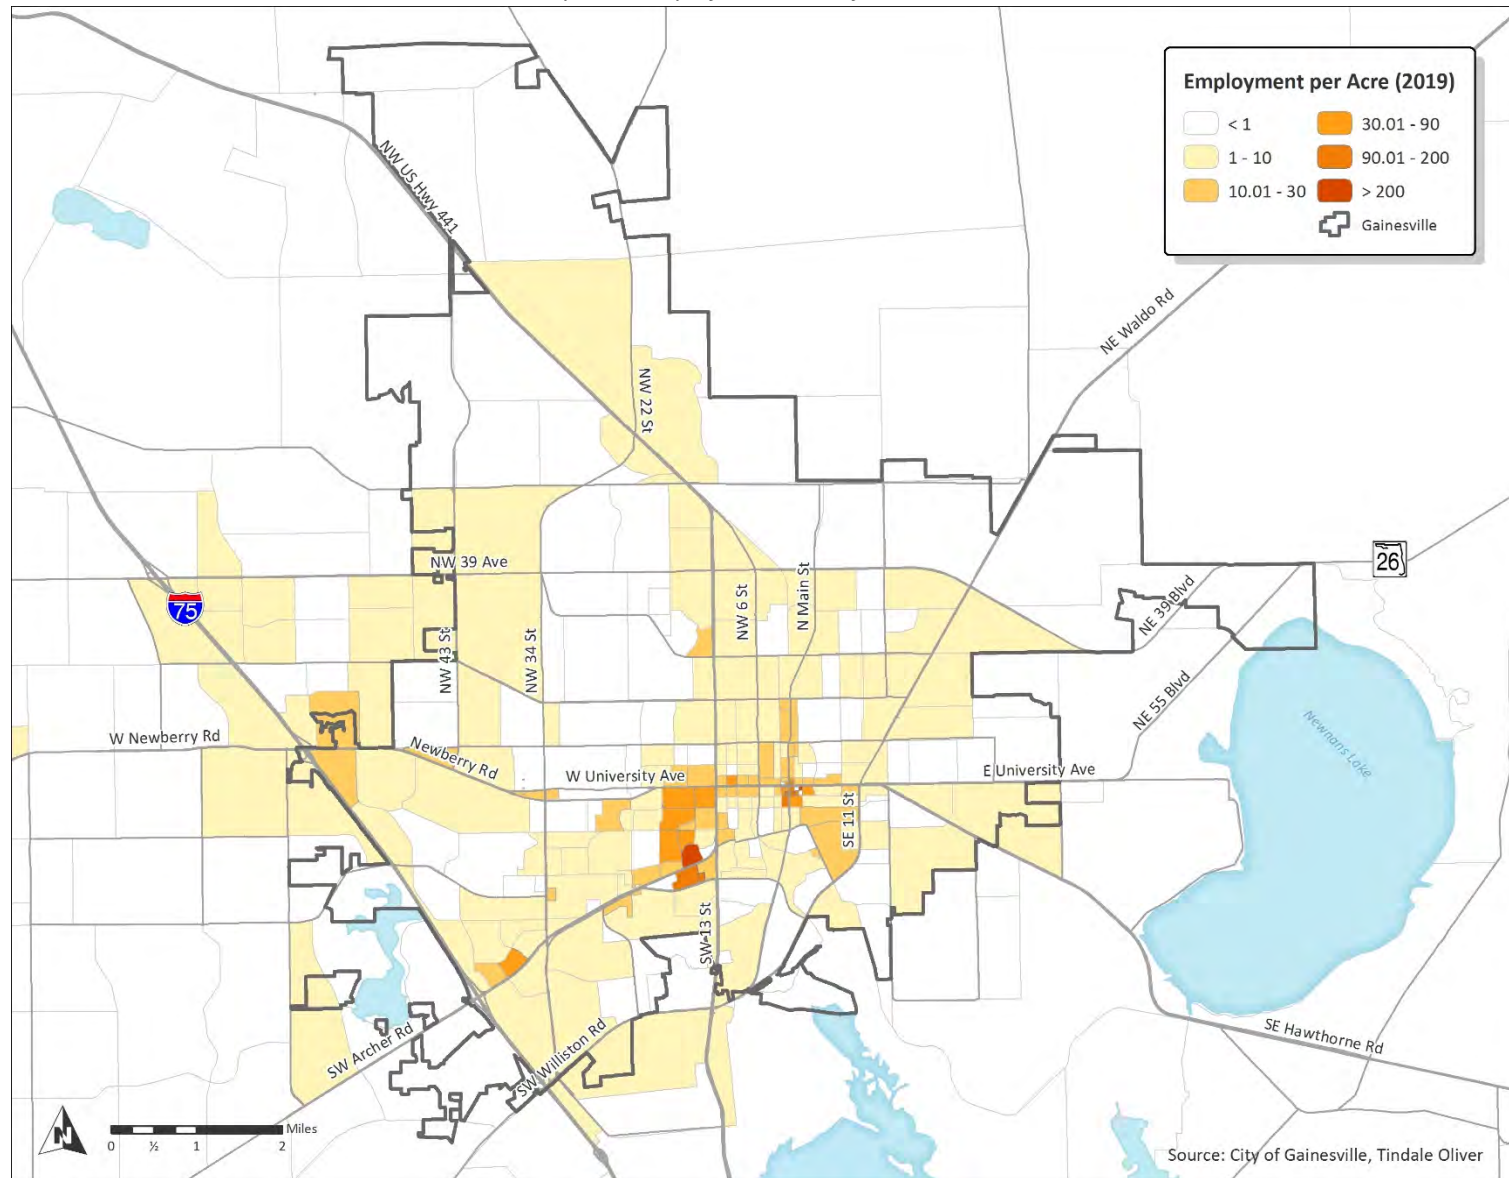 Employment per Acre (2019)
< 1
30.01 - 90
1 - 10
90.01 - 200
10.01 - 30
> 200
Gainesville
NW US Hwy 441
NE Waldo Rd
NW 22 St
26
NW 39 Ave
75
NE 39 Blvd
NW 6 St
N Main St
NW 43 St
NW 34 St
NE 55 Blvd
W Newberry Rd
Newberry Rd
Newnans Lake
W University Ave
E University Ave
SE 11 St
SW 13 St
SW Archer Rd
SW Williston Rd
SE Hawthorne Rd
N
Miles
0 ½ 1 2
Source: City of Gainesville, Tindale Oliver